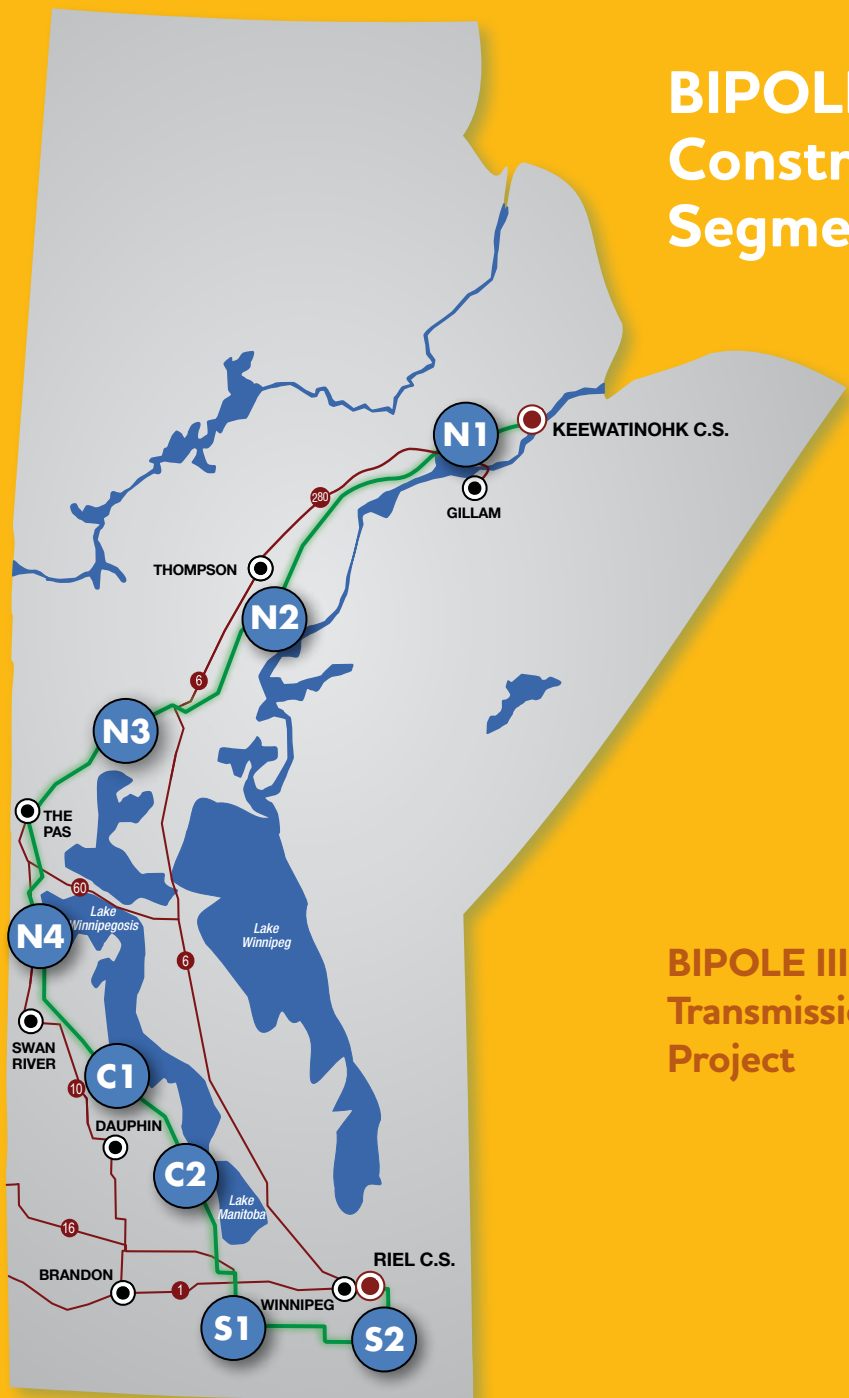 BIPOLE
Constr
Segme
N1
KEEWATINOHK C.S.
280
GILLAM
THOMPSON
N2
6
N3
THE
PAS
60
Lake
Winnipegosis
Lake
Winnipeg
N4
6
BIPOLE III
Transmissio
Project
SWAN
RIVER
C1
10
DAUPHIN
C2
Lake
Manitoba
16
RIEL C.S.
BRANDON
1
WINNIPEG
S1
S2